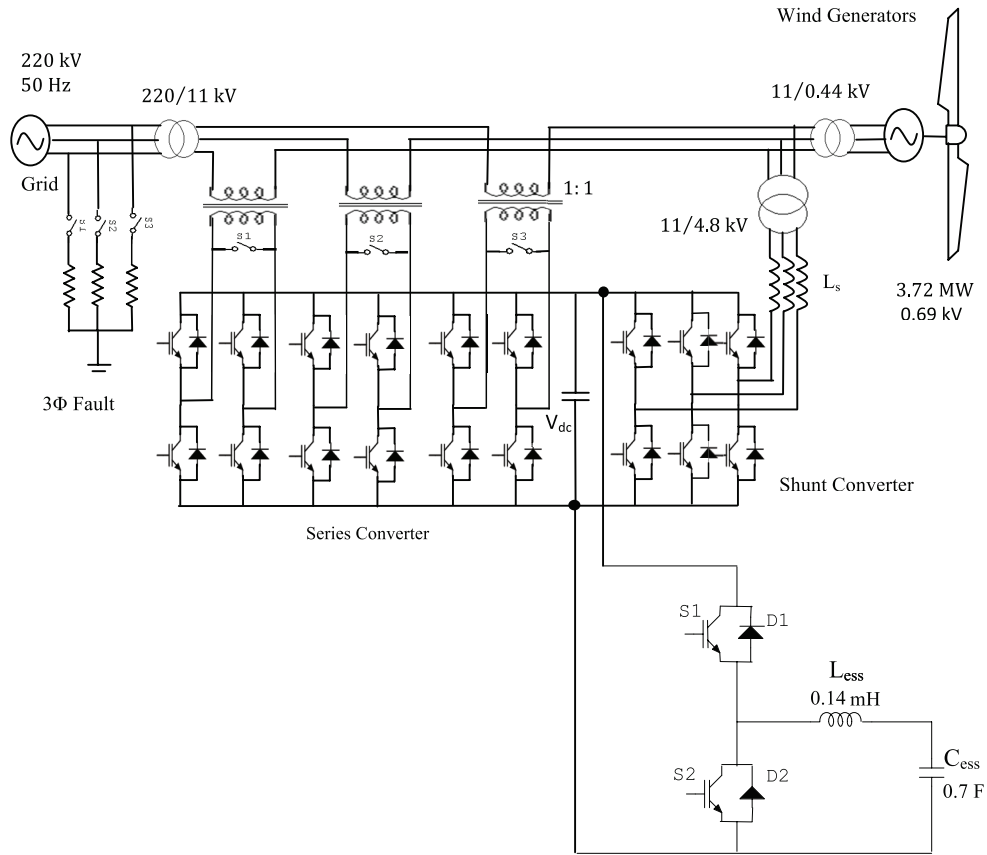 Wind Generators
220 kV
50 Hz
220/11 kV
11/0.44 kV
Grid
1:1
S1
S2
S3
S1
S2
S3
11/4.8 kV
Ls
3.72 MW
0.69 kV
3Φ Fault
Vdc
Shunt Converter
Series Converter
S1
D1
Less
0.14 mH
S2
D2
Cess
0.7 F